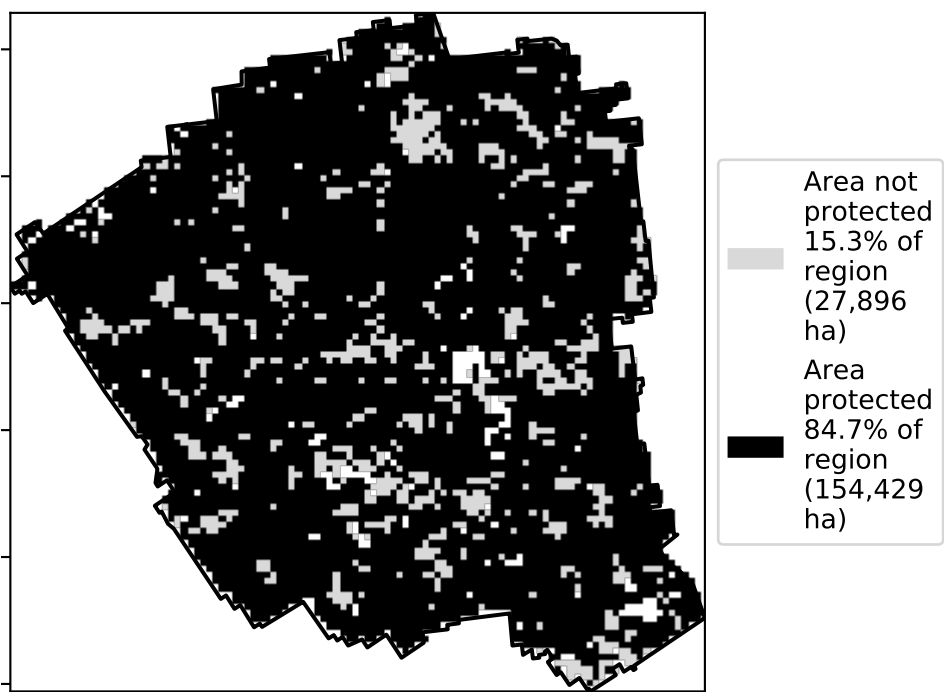 Area not
protected
15.3% of
region
(27,896
ha)
Area
protected
84.7% of
region
(154,429
ha)